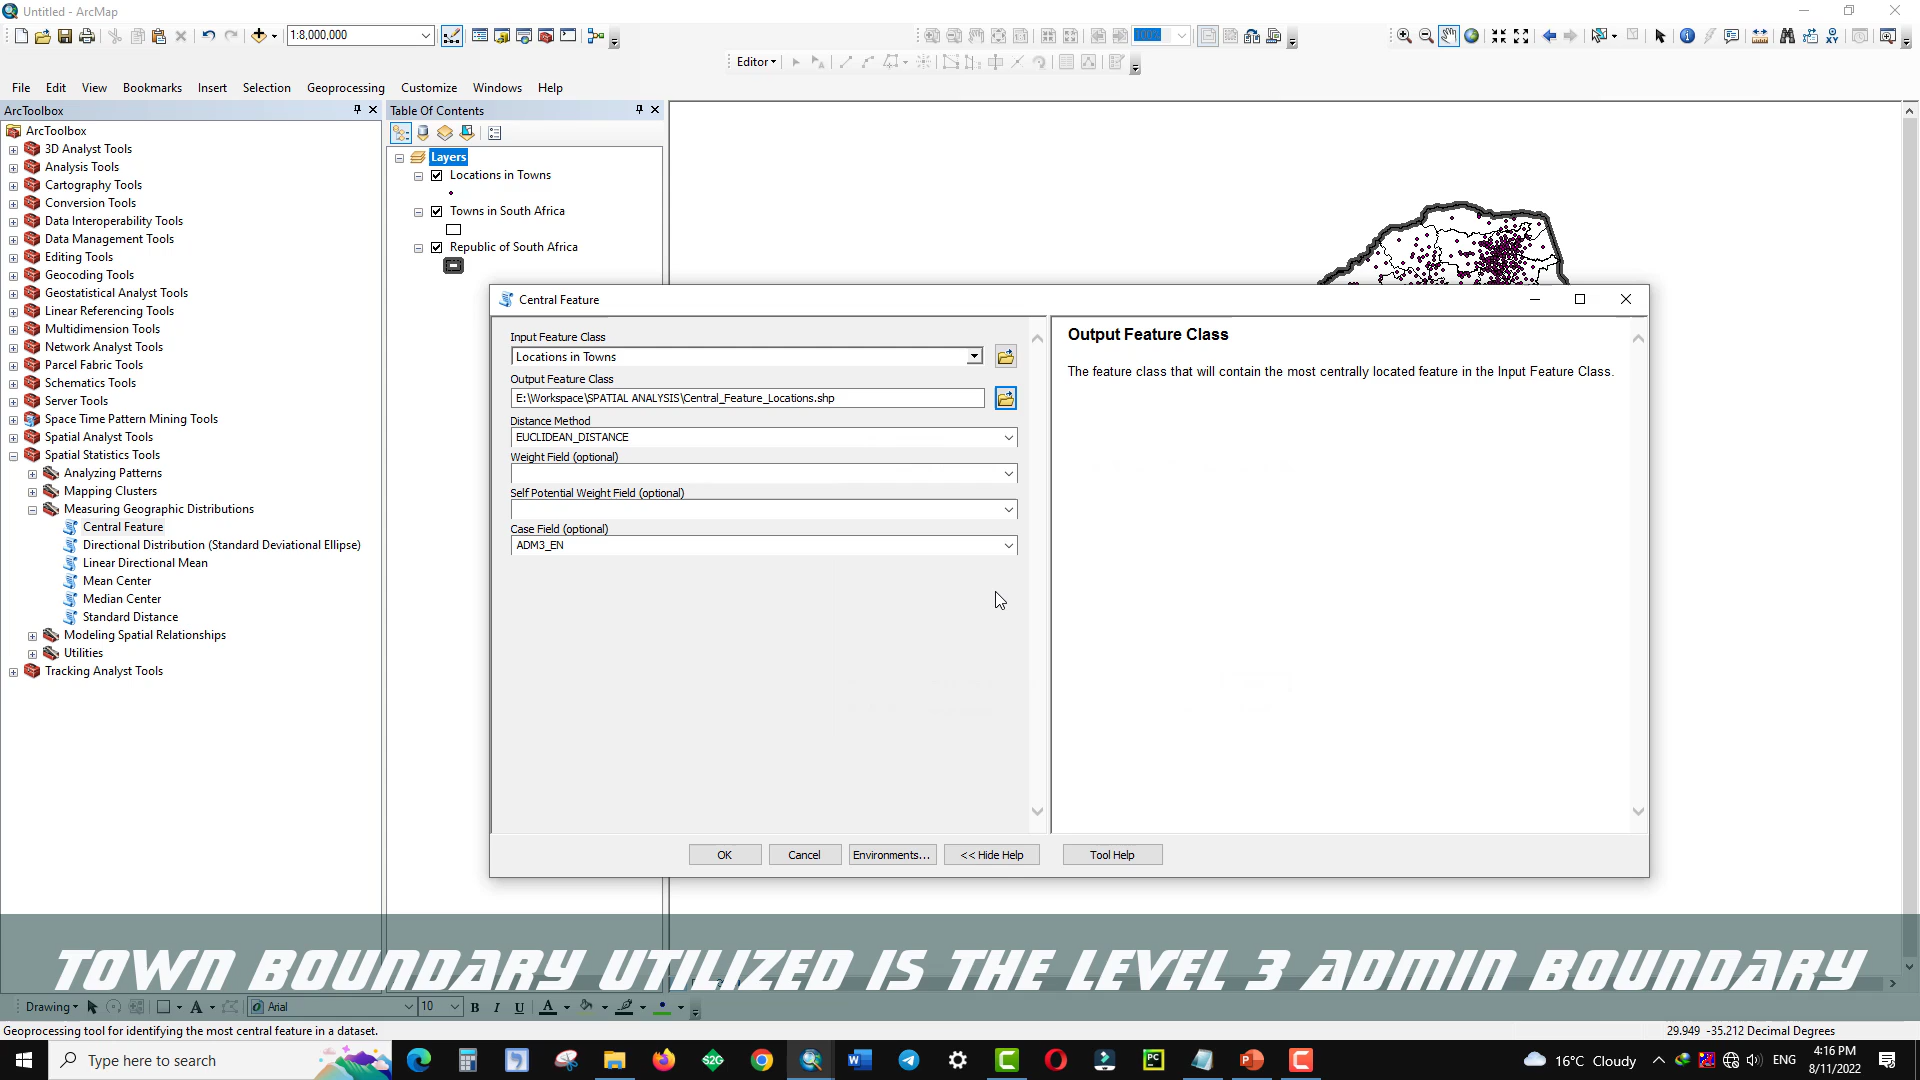 Untitled - ArcMap
1:8,000,000
100%
Editor
File Edit View Bookmarks Insert Selection Geoprocessing Customize Windows Help
ArcToolbox
Table Of Contents
ArcToolbox
3D Analyst Tools
Analysis Tools
Cartography Tools
Conversion Tools
Data Interoperability Tools
Data Management Tools
Editing Tools
Geocoding Tools
Geostatistical Analyst Tools
Linear Referencing Tools
Multidimension Tools
Network Analyst Tools
Parcel Fabric Tools
Schematics Tools
Server Tools
Space Time Pattern Mining Tools
Spatial Analyst Tools
Spatial Statistics Tools
Analyzing Patterns
Mapping Clusters
Measuring Geographic Distributions
Central Feature
Directional Distribution (Standard Deviational Ellipse)
Linear Directional Mean
Mean Center
Median Center
Standard Distance
Modeling Spatial Relationships
Utilities
Tracking Analyst Tools
Layers
Locations in Towns
Towns in South Africa
Republic of South Africa
Central Feature
Input Feature Class
Locations in Towns
Output Feature Class
E:\Workspace\SPATIAL ANALYSIS\Central_Feature_Locations.shp
Distance Method
EUCLIDEAN_DISTANCE
Weight Field (optional)
Self Potential Weight Field (optional)
Case Field (optional)
ADM3_EN
Output Feature Class
The feature class that will contain the most centrally located feature in the Input Feature Class.
OK
Cancel
Environments...
<< Hide Help
Tool Help
TOWN BOUNDARY UTILIZED IS THE LEVEL 3 ADMIN BOUNDARY
Drawing
Arial
10
B I U A
Geoprocessing tool for identifying the most central feature in a dataset.
29.949 -35.212 Decimal Degrees
Type here to search
16°C Cloudy
ENG
4:16 PM
8/11/2022